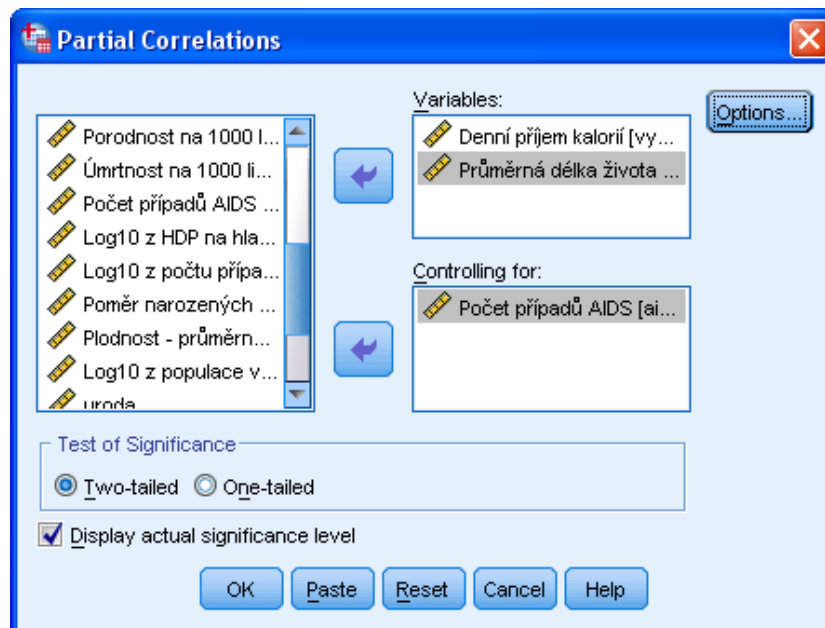 Partial Correlations
Porodnost na 1000 l...
Úmrtnost na 1000 li...
Počet případů AIDS ...
Log10 z HDP na hla...
Log10 z počtu přípa...
Poměr narozených ...
Plodnost - průměrn...
Log10 z populace v...
uroda
Variables:
Denní příjem kalorií [vy...
Průměrná délka života ...
Options...
Controlling for:
Počet případů AIDS [ai...
Test of Significance
Two-tailed
One-tailed
Display actual significance level
OK
Paste
Reset
Cancel
Help